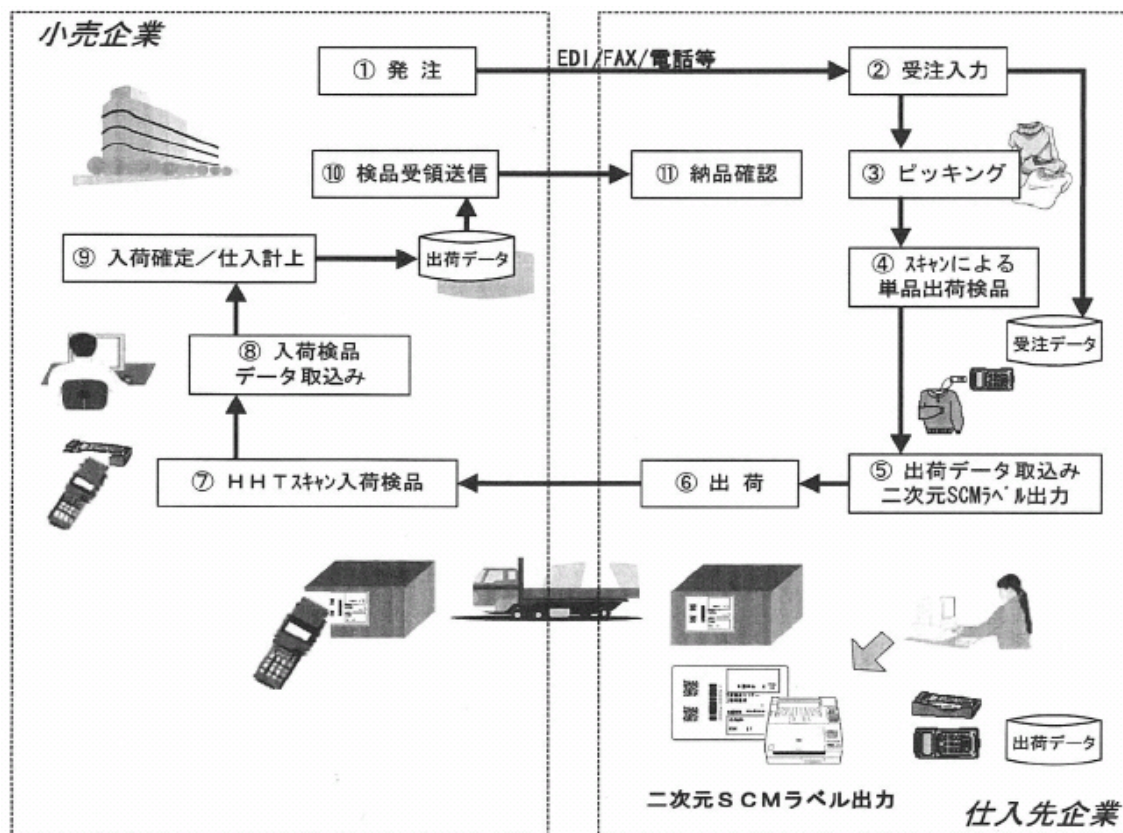 小売企業
① 発 注
EDI/FAX/電話等
② 受注入力
⑩ 検品受領送信
⑪ 納品確認
③ ピッキング
⑨ 入荷確定／仕入計上
出荷データ
④ ｽｷｬﾝによる
単品出荷検品
受注データ
⑧ 入荷検品
データ取込み
⑦ ＨＨＴｽｷｬﾝ入荷検品
⑥ 出 荷
⑤ 出荷データ取込み
二次元SCMﾗﾍﾞﾙ出力
出荷データ
二次元ＳＣＭラベル出力
仕入先企業